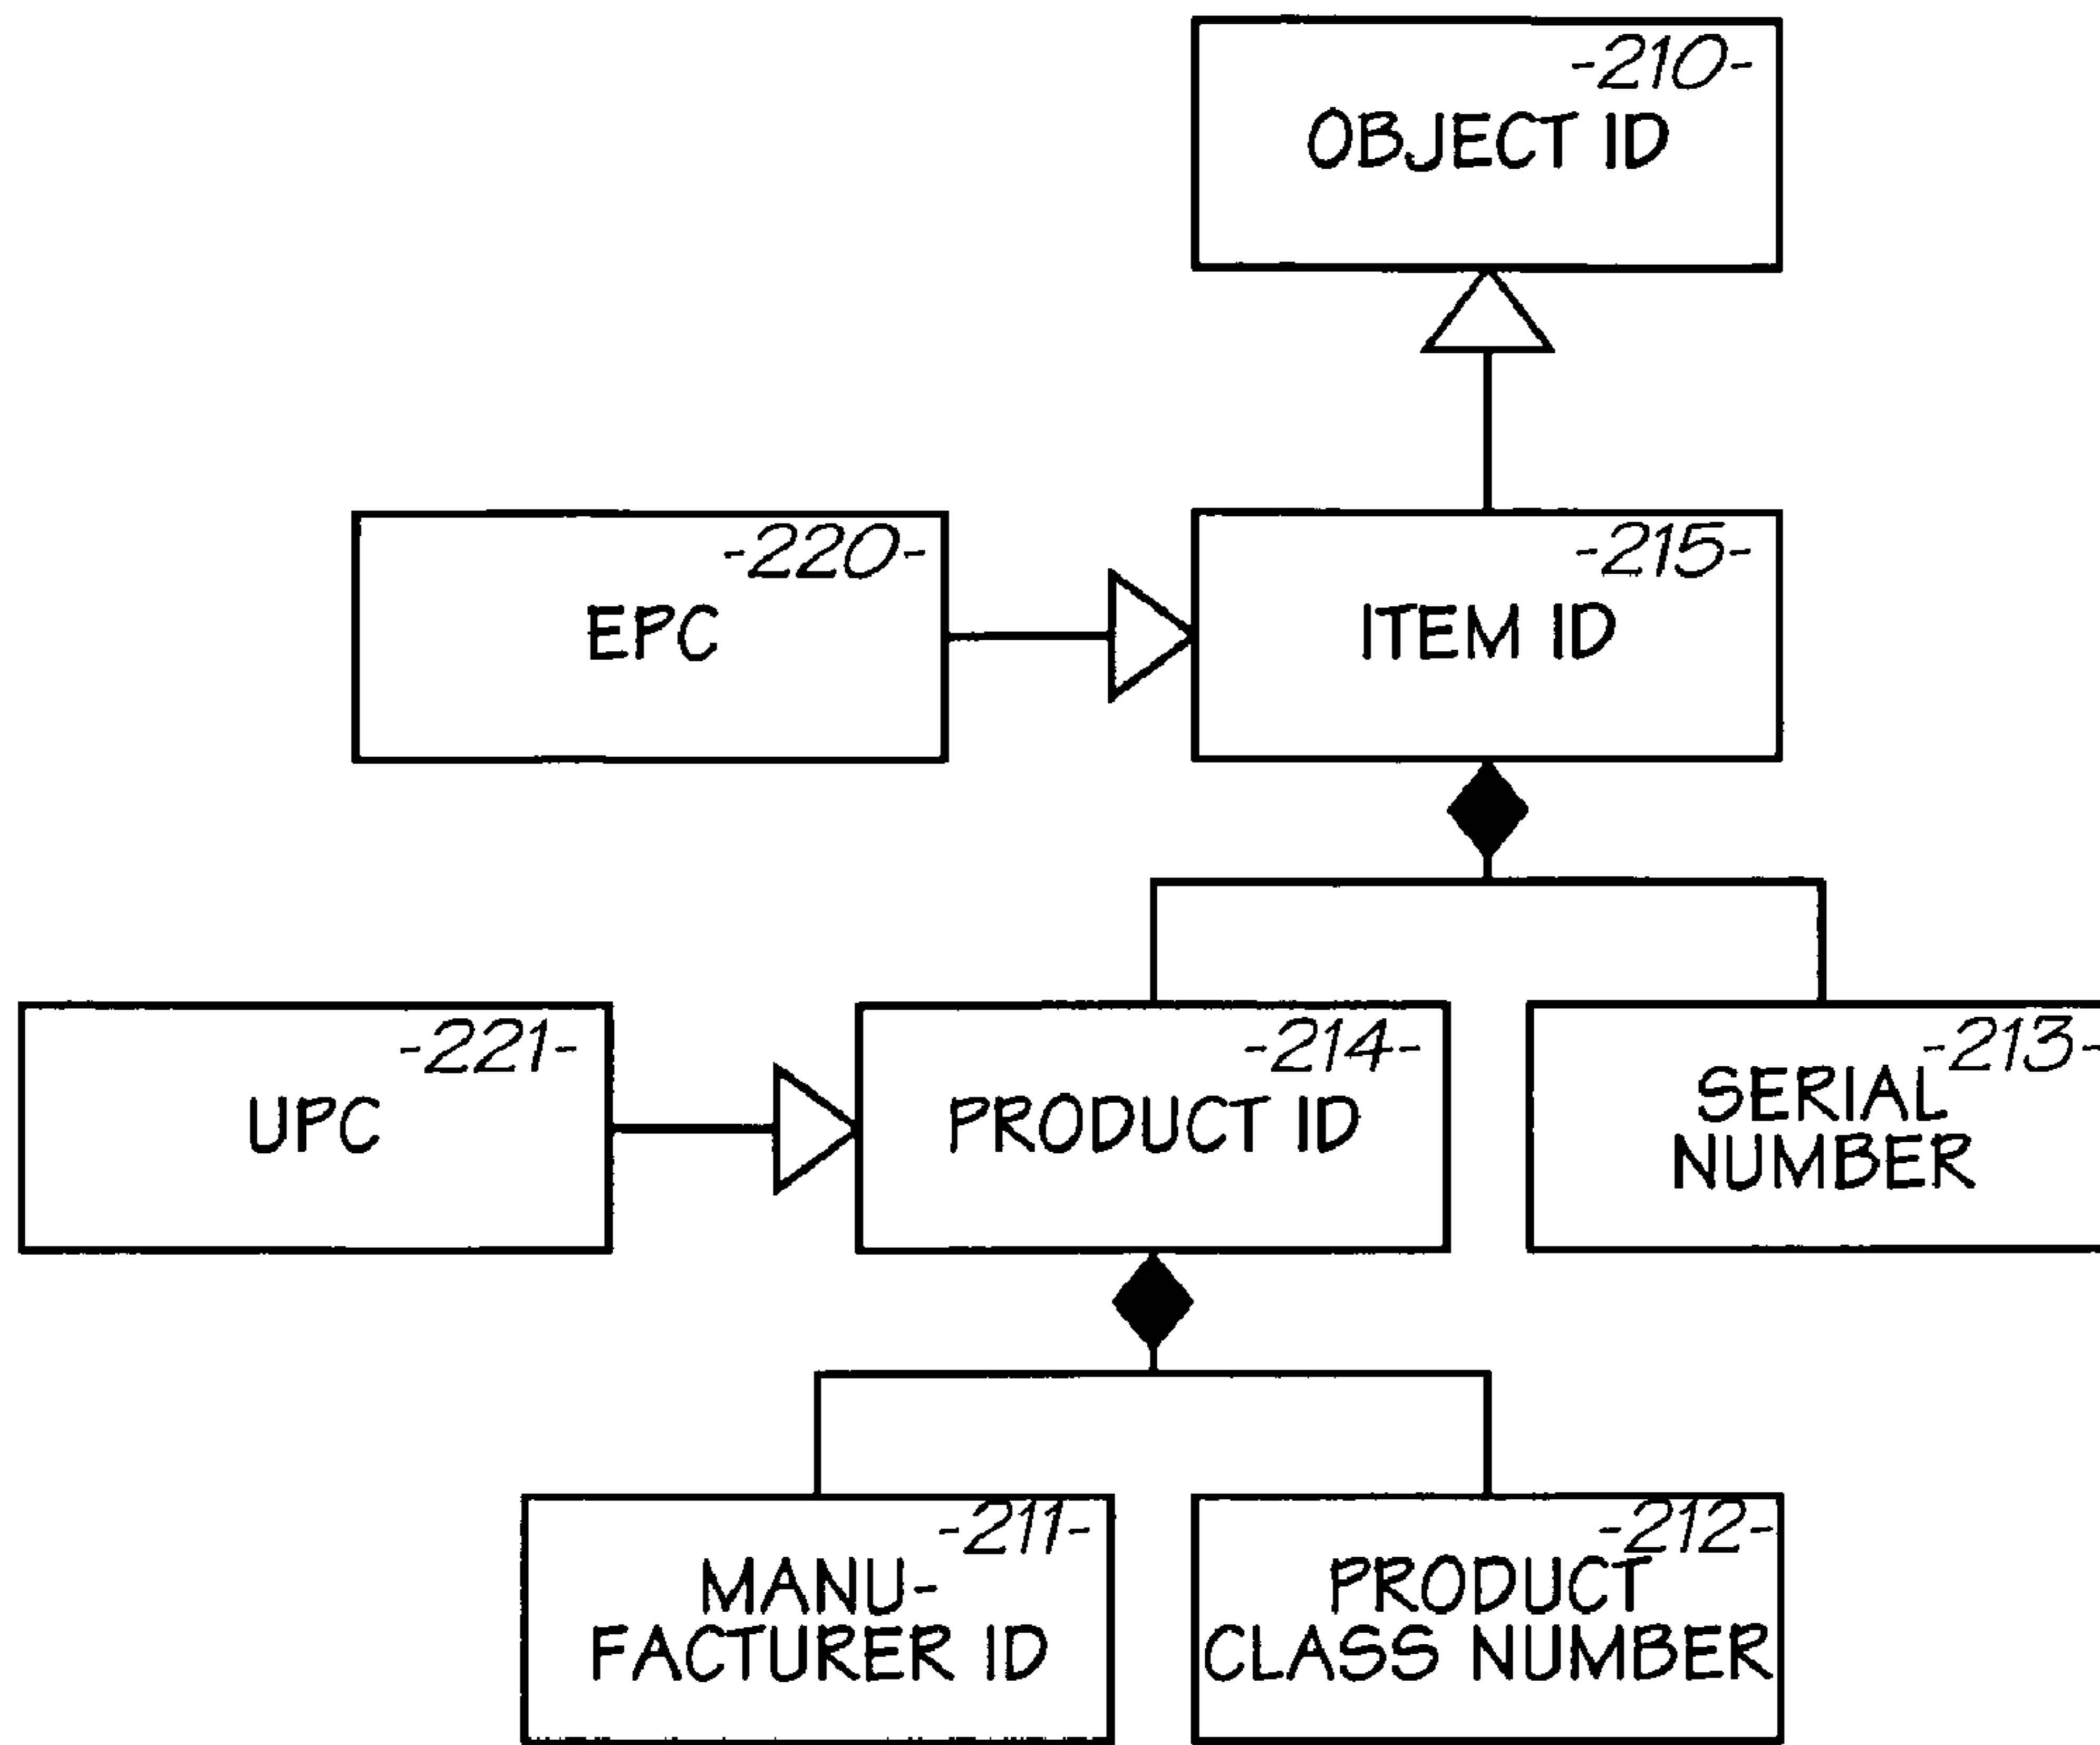 -210-
OBJECT ID
-220-
EPC
-215-
ITEM ID
-221-
UPC
-214-
PRODUCT ID
-213-
SERIAL
NUMBER
-211-
MANU-
FACTURER ID
-212-
PRODUCT
CLASS NUMBER